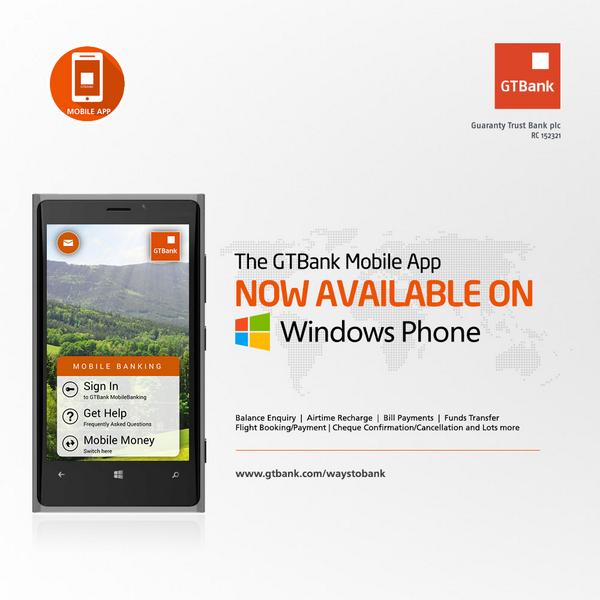 MOBILE APP
GTBank
Guaranty Trust Bank plc
RC 152321
GTBank
MOBILE BANKING
Sign In
to GTBank MobileBanking
Get Help
Frequently Asked Questions
Mobile Money
Switch here
The GTBank Mobile App
NOW AVAILABLE ON
Windows Phone
Balance Enquiry | Airtime Recharge | Bill Payments | Funds Transfer
Flight Booking/Payment | Cheque Confirmation/Cancellation and Lots more
www.gtbank.com/waystobank